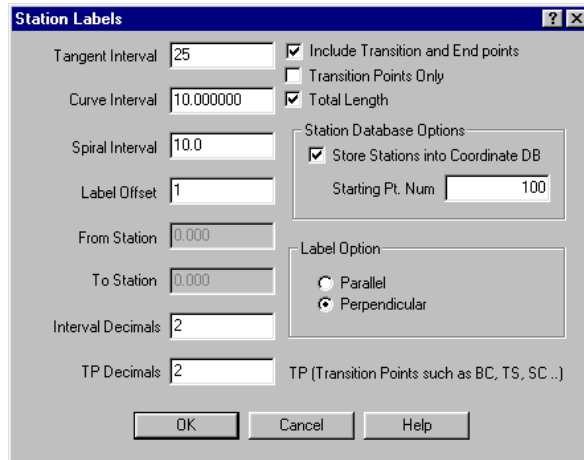 Station Labels
Tangent Interval 25
Include Transition and End points
Transition Points Only
Curve Interval 10.000000
Total Length
Spiral Interval 10.0
Station Database Options
Store Stations into Coordinate DB
Starting Pt. Num 100
Label Offset 1
From Station 0.000
Label Option
To Station 0.000
Parallel
Perpendicular
Interval Decimals 2
TP Decimals 2
TP (Transition Points such as BC, TS, SC ..)
OK Cancel Help